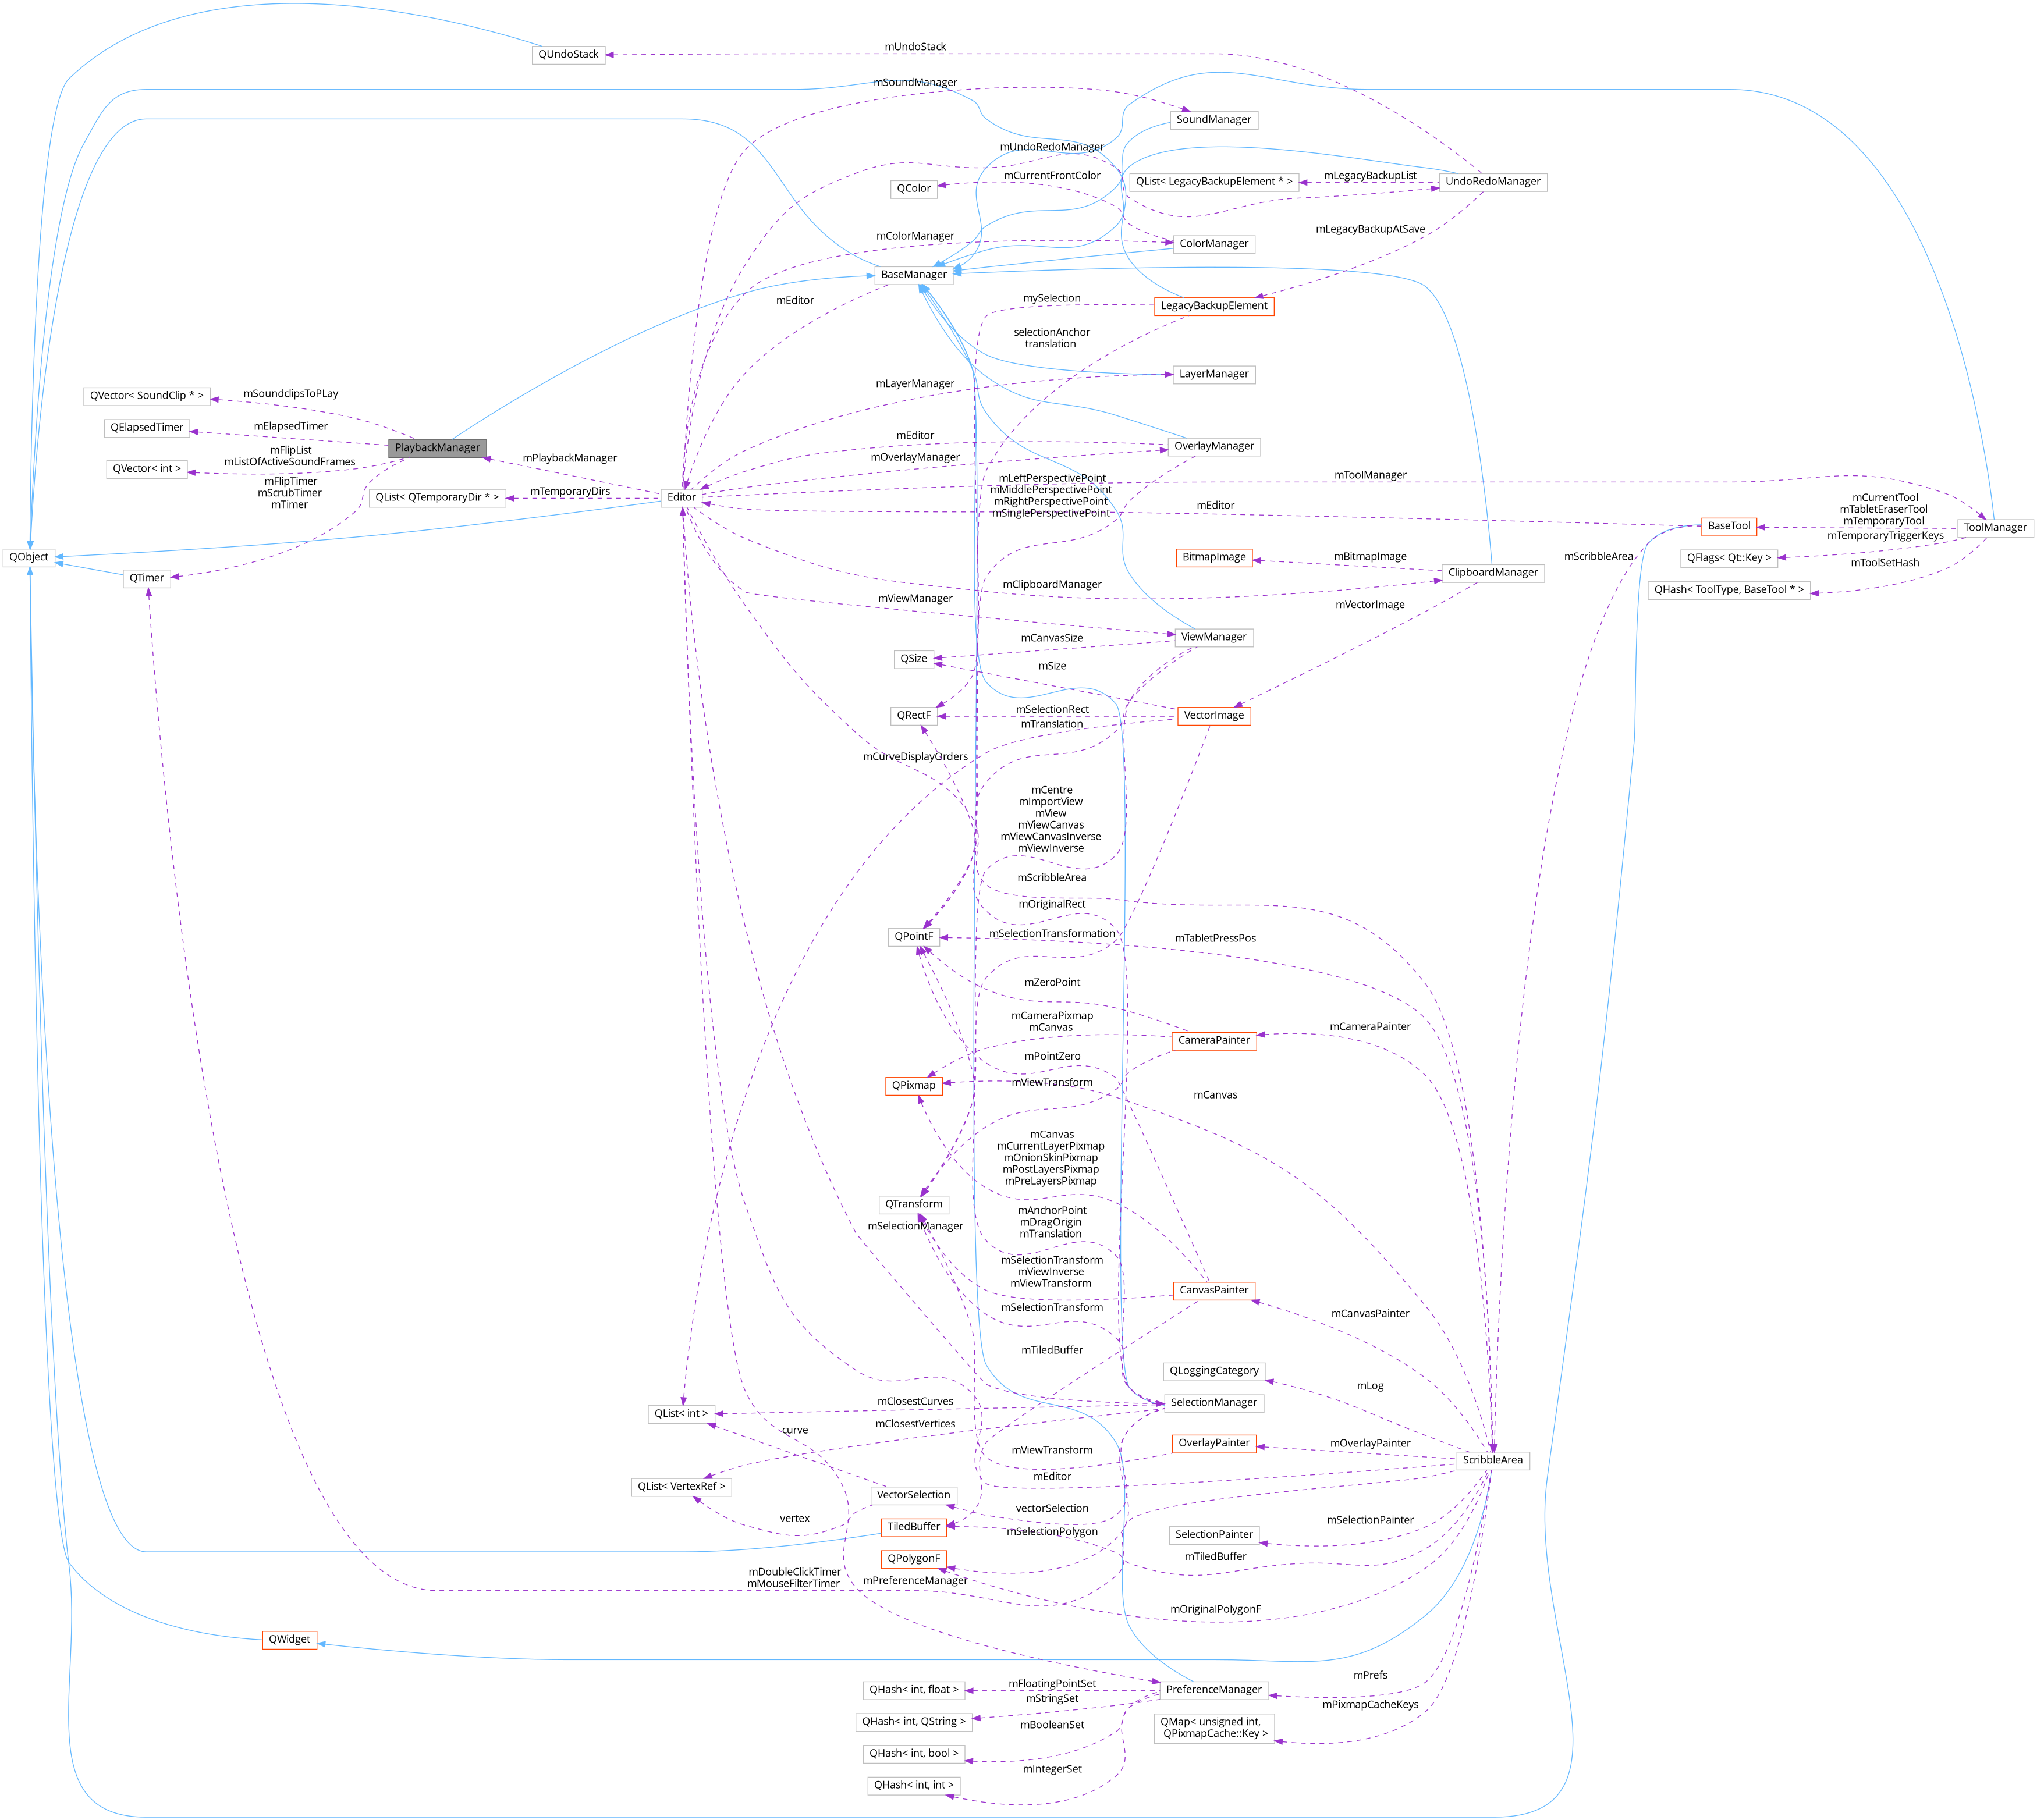 QUndoStack
mUndoStack
mSoundManager
SoundManager
mUndoRedoManager
QColor
mCurrentFrontColor
QList< LegacyBackupElement * >
mLegacyBackupList
UndoRedoManager
mLegacyBackupAtSave
mColorManager
ColorManager
BaseManager
mEditor
mySelection
LegacyBackupElement
selectionAnchor
translation
mLayerManager
LayerManager
QVector< SoundClip * >
mSoundclipsToPLay
QElapsedTimer
mElapsedTimer
PlaybackManager
QVector< int >
mFlipList
mListOfActiveSoundFrames
mFlipTimer
mScrubTimer
mTimer
mPlaybackManager
QList< QTemporaryDir * >
mTemporaryDirs
Editor
mEditor
mOverlayManager
OverlayManager
mLeftPerspectivePoint
mMiddlePerspectivePoint
mRightPerspectivePoint
mSinglePerspectivePoint
mToolManager
mEditor
BaseTool
mCurrentTool
mTabletEraserTool
mTemporaryTool
mTemporaryTriggerKeys
ToolManager
QFlags< Qt::Key >
mToolSetHash
QHash< ToolType, BaseTool * >
mScribbleArea
QObject
QTimer
BitmapImage
mBitmapImage
ClipboardManager
mClipboardManager
mViewManager
mVectorImage
ViewManager
mCanvasSize
QSize
mSize
QRectF
mSelectionRect
mTranslation
VectorImage
mCurveDisplayOrders
mCentre
mImportView
mView
mViewCanvas
mViewCanvasInverse
mViewInverse
mScribbleArea
mOriginalRect
QPointF
mSelectionTransformation
mTabletPressPos
mZeroPoint
mCameraPixmap
mCanvas
CameraPainter
mCameraPainter
mPointZero
QPixmap
mViewTransform
mCanvas
mCanvas
mCurrentLayerPixmap
mOnionSkinPixmap
mPostLayersPixmap
mPreLayersPixmap
QTransform
mSelectionManager
mAnchorPoint
mDragOrigin
mTranslation
mSelectionTransform
mViewInverse
mViewTransform
CanvasPainter
mSelectionTransform
mCanvasPainter
mTiledBuffer
QLoggingCategory
mLog
QList< int >
mClosestCurves
SelectionManager
curve
mClosestVertices
OverlayPainter
mOverlayPainter
mViewTransform
ScribbleArea
mEditor
QList< VertexRef >
VectorSelection
vectorSelection
vertex
TiledBuffer
mSelectionPolygon
SelectionPainter
mSelectionPainter
mTiledBuffer
QPolygonF
mDoubleClickTimer
mMouseFilterTimer
mPreferenceManager
mOriginalPolygonF
QWidget
mPrefs
QHash< int, float >
mFloatingPointSet
PreferenceManager
mStringSet
mPixmapCacheKeys
QHash< int, QString >
mBooleanSet
QMap< unsigned int,
QPixmapCache::Key >
QHash< int, bool >
mIntegerSet
QHash< int, int >